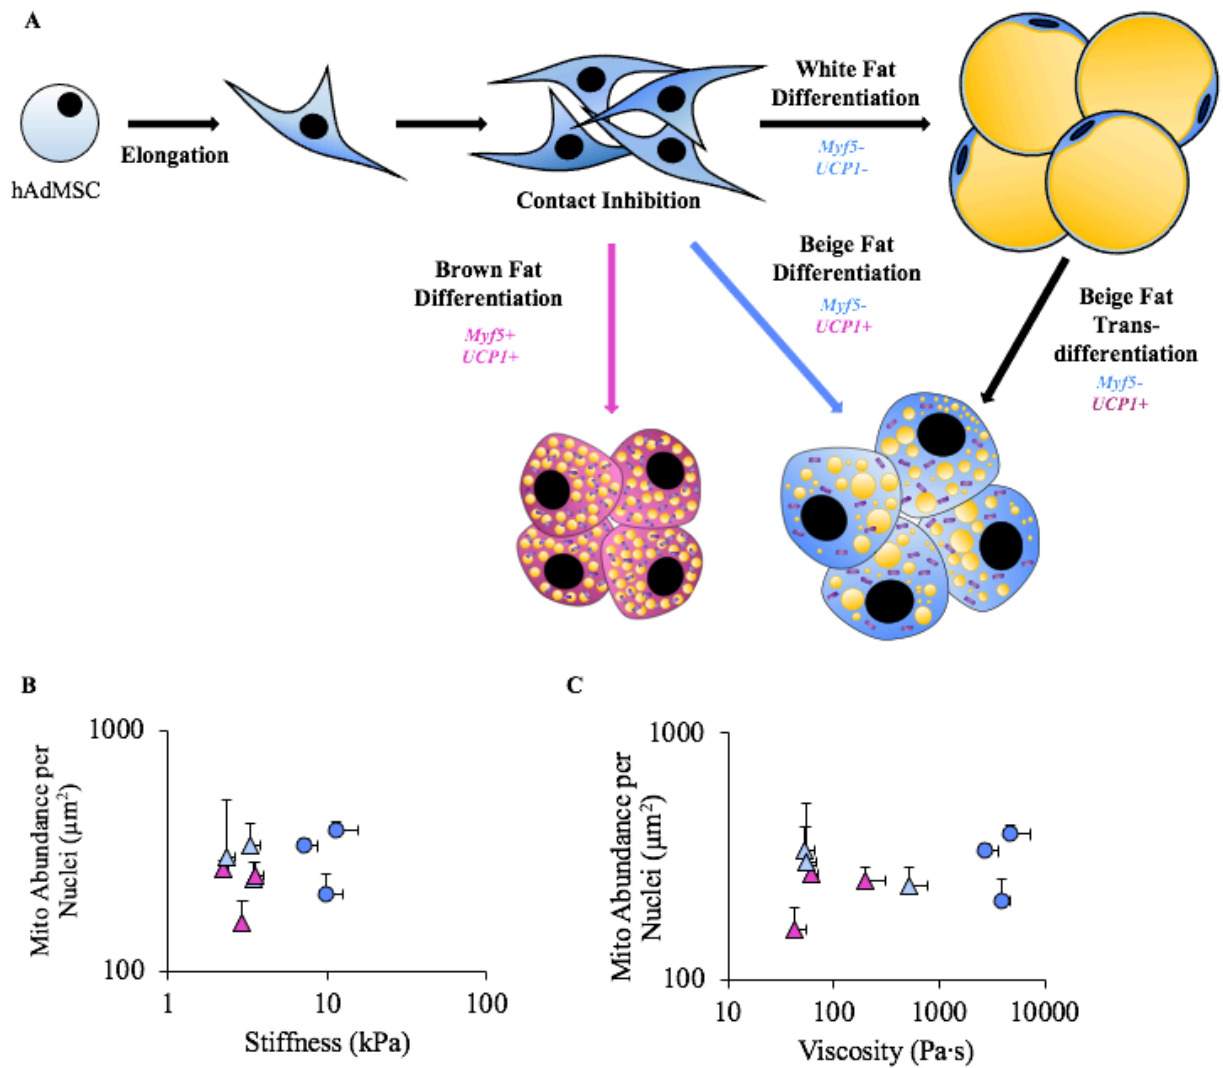 A
hAdMSC
Elongation
Contact Inhibition
White Fat
Differentiation
Myf5-
UCP1-
Brown Fat
Differentiation
Myf5+
UCP1+
Beige Fat
Differentiation
Myf5-
UCP1+
Beige Fat
Trans-
differentiation
Myf5-
UCP1+
B
Mito Abundance per
Nuclei (µm²)
1000
100
1
10
100
Stiffness (kPa)
C
Mito Abundance per
Nuclei (µm²)
1000
100
10
100
1000
10000
Viscosity (Pa·s)